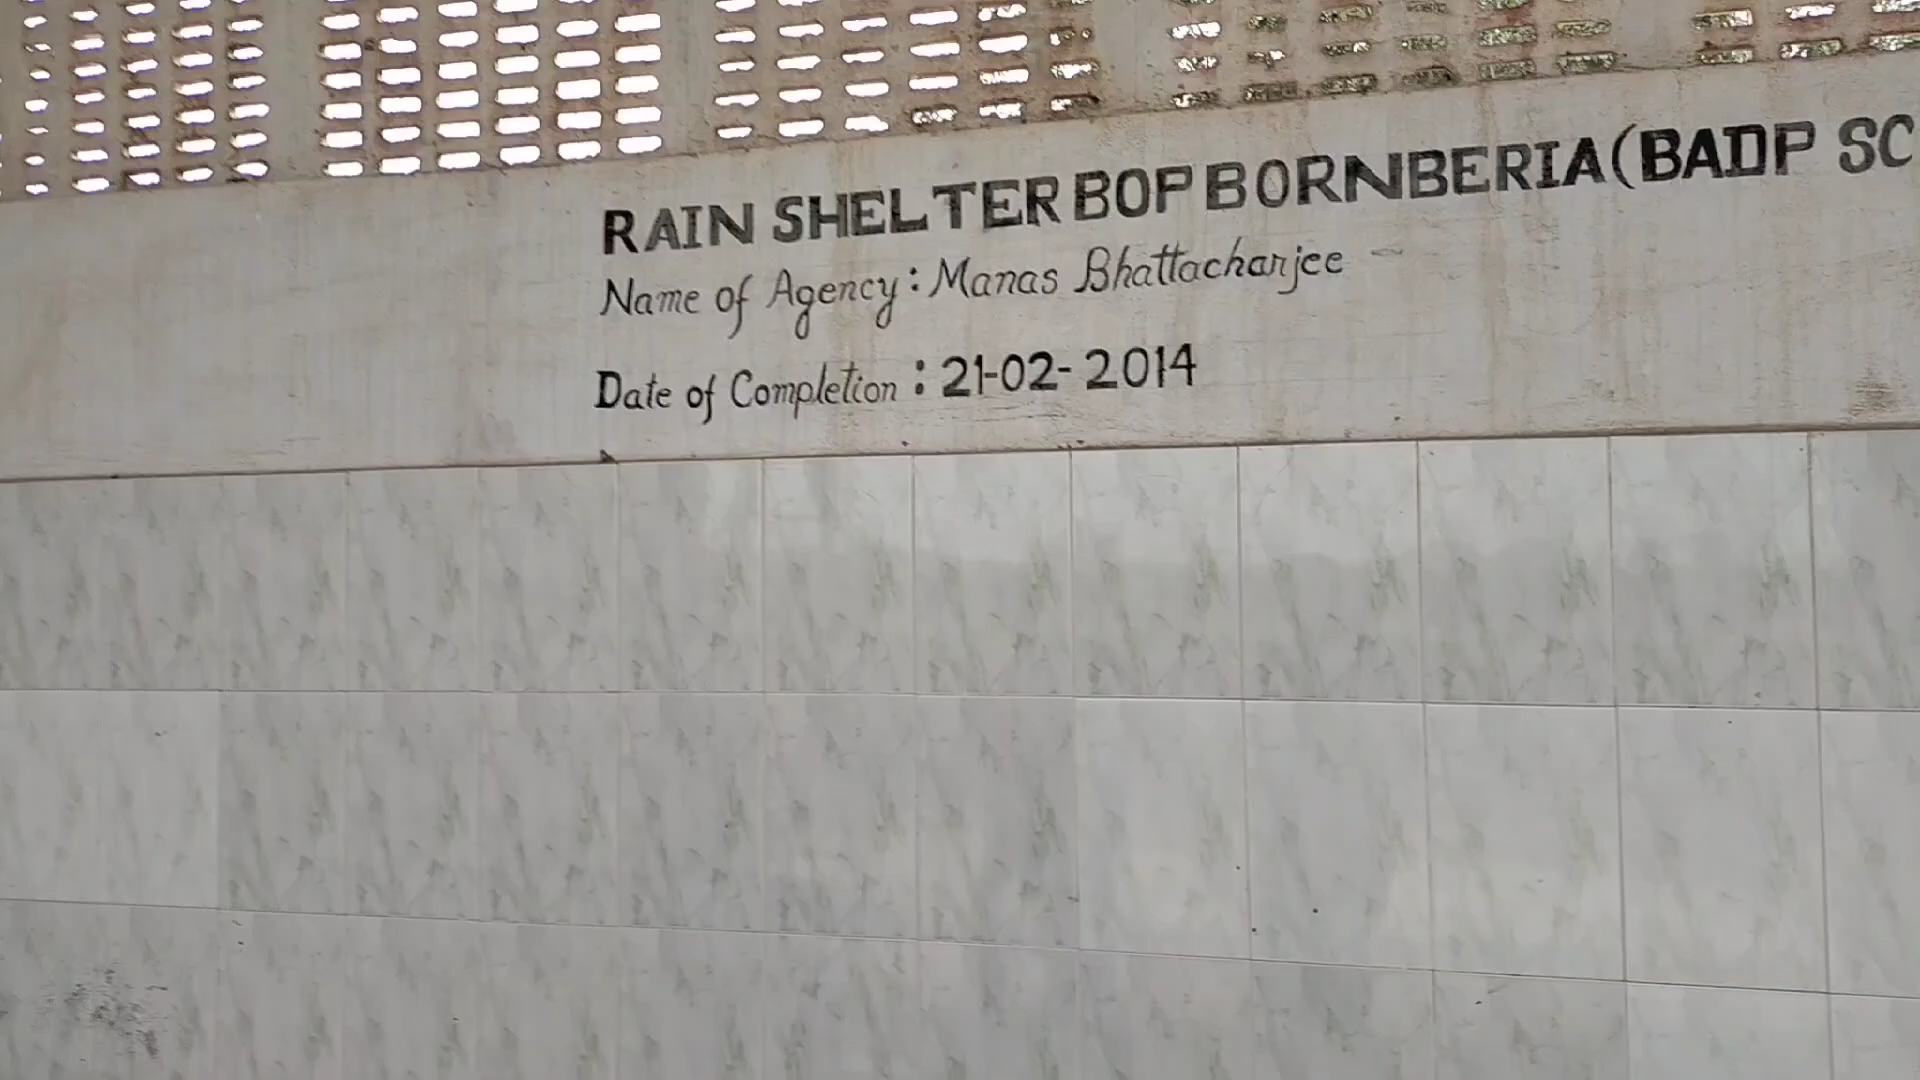 RAIN SHELTER BOP BORNBERIA (BADP SC
Name of Agency : Manas Bhattacharjee
Date of Completion : 21-02-2014